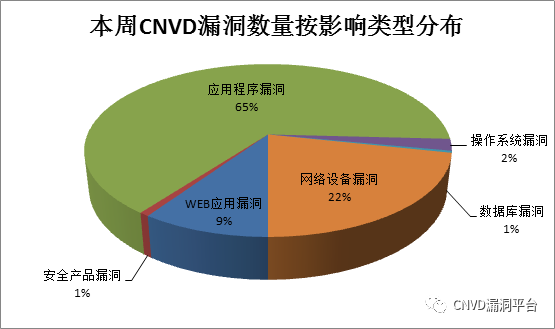 本周CNVD漏洞数量按影响类型分布
应用程序漏洞
65%
操作系统漏洞
2%
网络设备漏洞
22%
WEB应用漏洞
9%
数据库漏洞
1%
安全产品漏洞
1%
CNVD漏洞平台